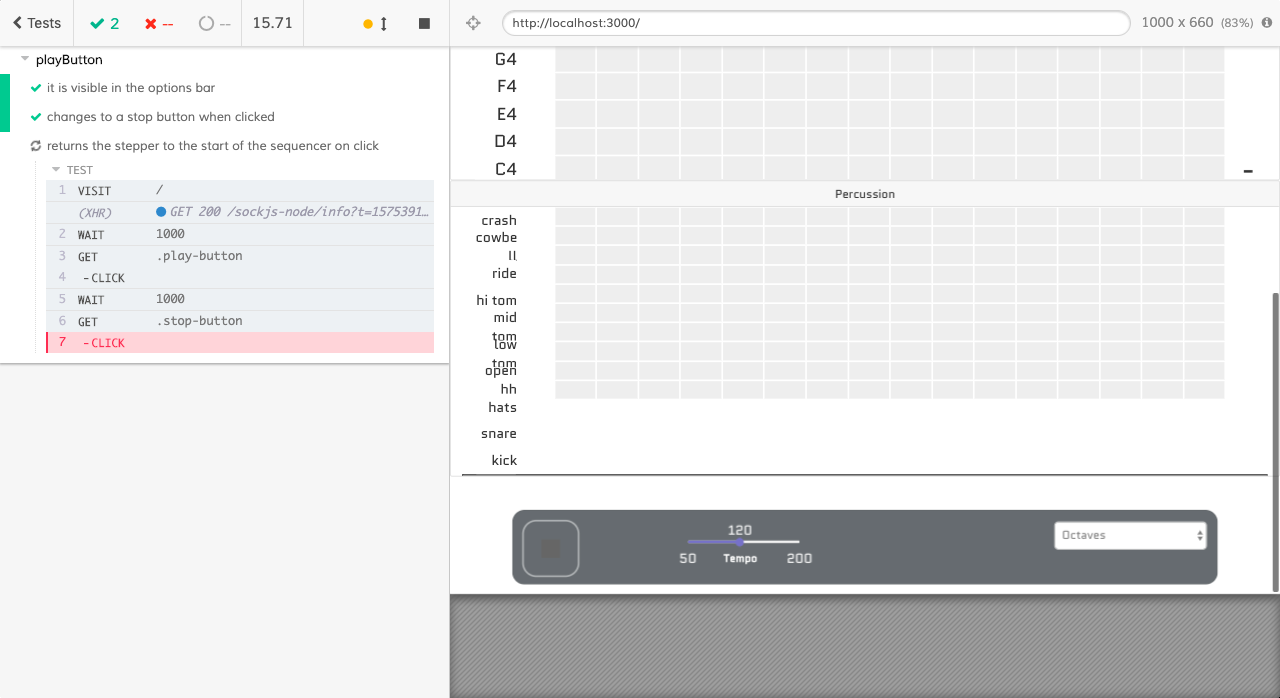 Tests 2 -- -- 15.71
http://localhost:3000/ 1000 x 660 (83%)
playButton
it is visible in the options bar
changes to a stop button when clicked
returns the stepper to the start of the sequencer on click
TEST
1 VISIT /
(XHR) GET 200 /sockjs-node/info?t=1575391…
2 WAIT 1000
3 GET .play-button
4 -CLICK
5 WAIT 1000
6 GET .stop-button
7 -CLICK
G4
F4
E4
D4
C4
Percussion
crash
cowbe
ll
ride
hi tom
mid
tom
low
tom
open
hh
hats
snare
kick
120
50 Tempo 200
Octaves